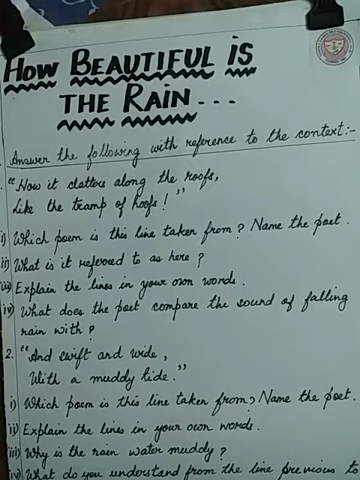 How BEAUTIFUL is
THE RAIN...
Answer the following with reference to the context:-
"Now it clatters along the roofs,
Like the tramp of hoofs!"
i) Which poem is this line taken from? Name the poet.
ii) What is it referred to as here?
iii) Explain the lines in your own words.
iv) What does the poet compare the sound of falling
rain with?
2. "And swift and wide,
With a muddy tide."
i) Which poem is this line taken from? Name the poet.
ii) Explain the lines in your own words.
iii) Why is the rain water muddy?
iv) What do you understand from the line previous to